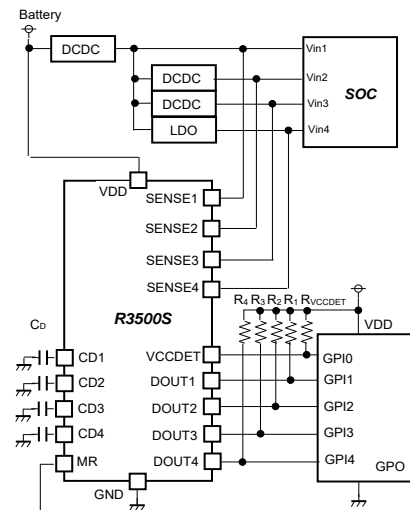 Battery
DCDC
Vin1
DCDC
Vin2
SOC
DCDC
Vin3
LDO
Vin4
VDD
SENSE1
SENSE2
SENSE3
SENSE4
R3500S
R4 R3 R2 R1 RVCCDET
VDD
CD
VCCDET
GPI0
CD1
DOUT1
GPI1
CD2
DOUT2
GPI2
CD3
DOUT3
GPI3
CD4
DOUT4
GPI4
MR
GPO
GND